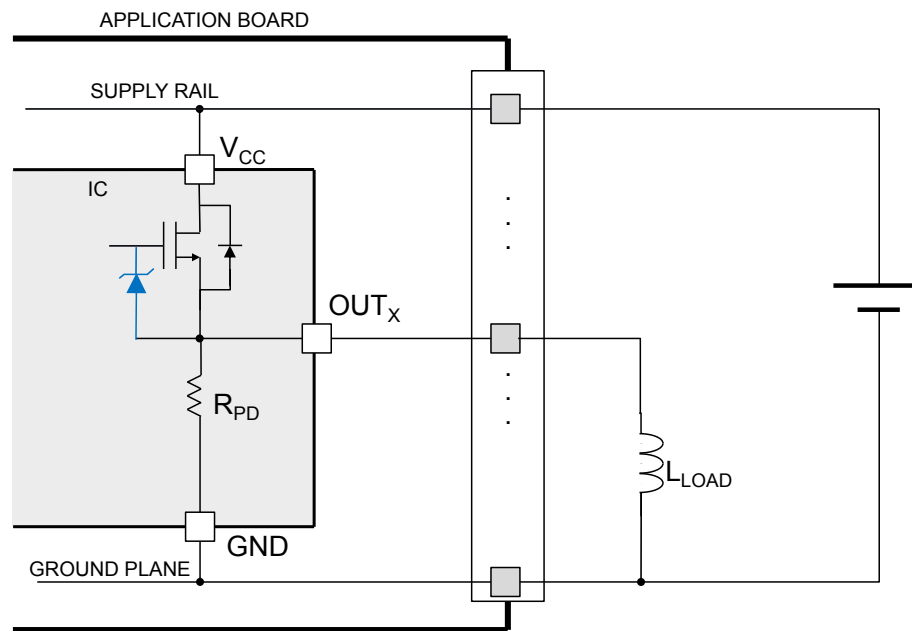 APPLICATION BOARD
SUPPLY RAIL
VCC
IC
OUTX
RPD
LLOAD
GND
GROUND PLANE